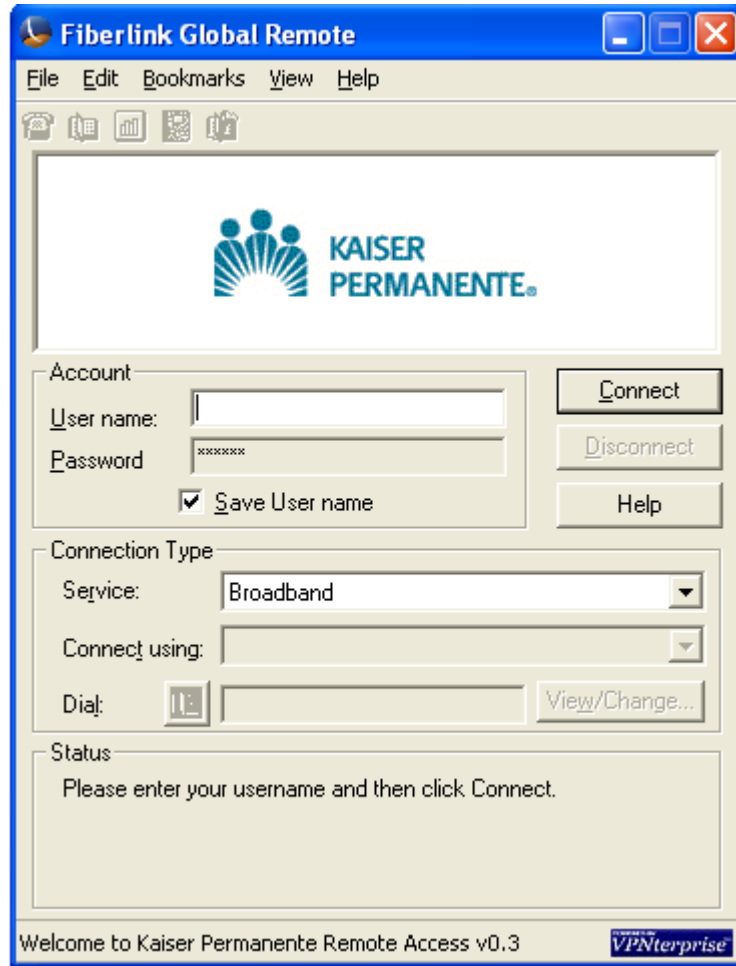 Fiberlink Global Remote
File Edit Bookmarks View Help
KAISER
PERMANENTE®
Account
User name:
Connect
Password ******
Disconnect
Save User name
Help
Connection Type
Service: Broadband
Connect using:
Dial: View/Change...
Status
Please enter your username and then click Connect.
Welcome to Kaiser Permanente Remote Access v0.3 VPNterprise